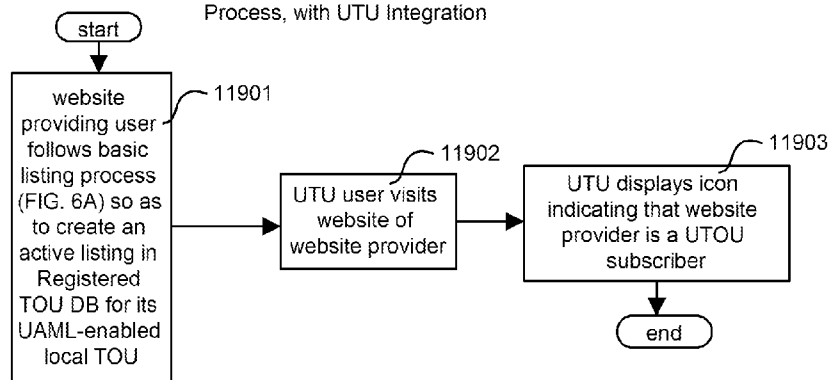 Process, with UTU Integration
start
website
providing user
follows basic
listing process
(FIG. 6A) so as
to create an
active listing in
Registered
TOU DB for its
UAML-enabled
local TOU
11901
UTU user visits
website of
website provider
11902
UTU displays icon
indicating that website
provider is a UTOU
subscriber
11903
end